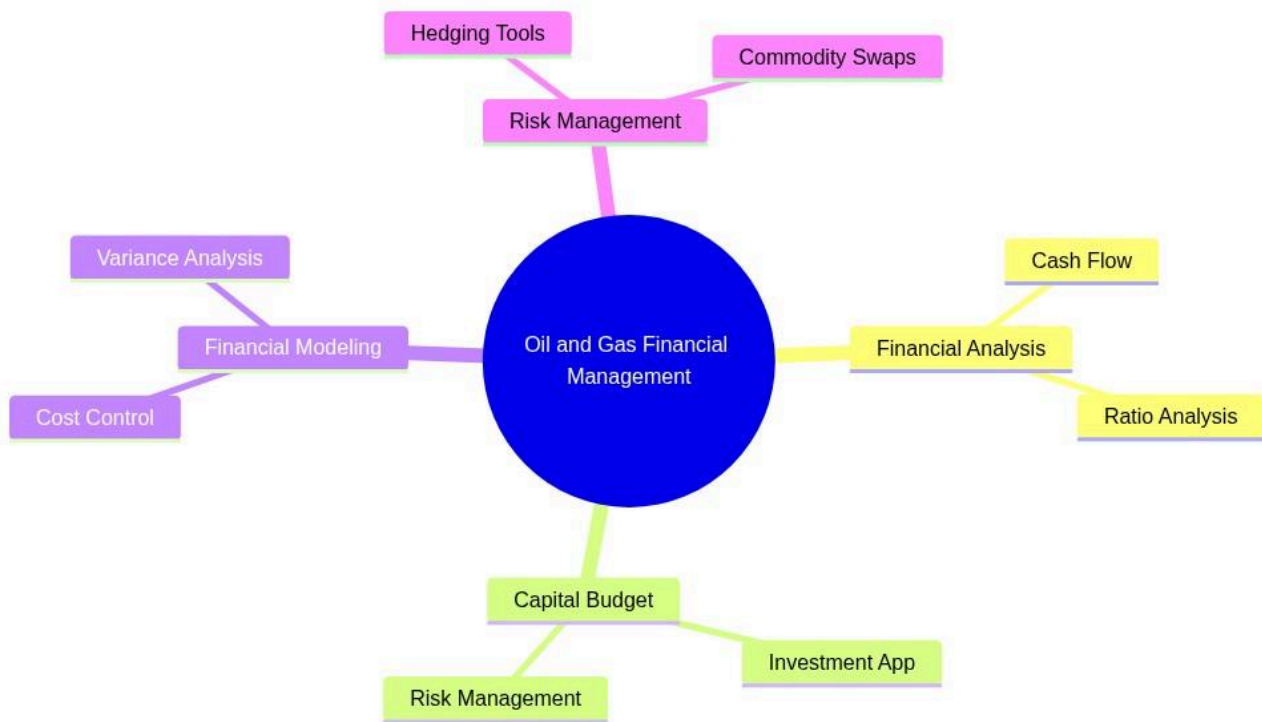 Hedging Tools
Commodity Swaps
Risk Management
Variance Analysis
Cash Flow
Financial Modeling
Oil and Gas Financial
Management
Financial Analysis
Cost Control
Ratio Analysis
Capital Budget
Investment App
Risk Management